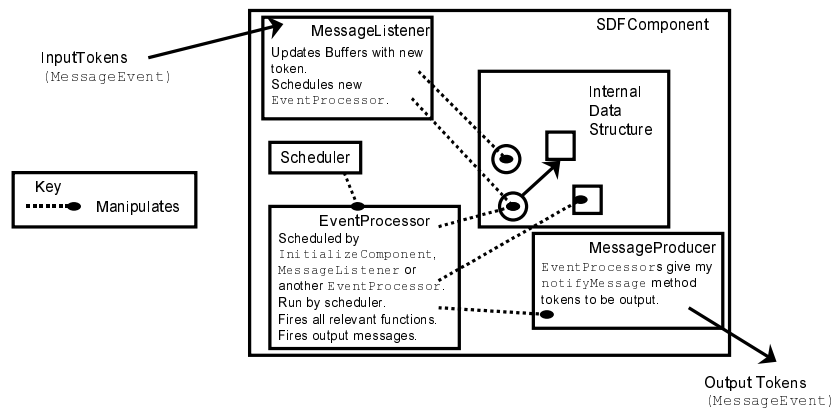 SDFComponent
InputTokens
(MessageEvent)
MessageListener
Updates Buffers with new
token.
Schedules new
EventProcessor.
Internal
Data
Structure
Scheduler
Key
Manipulates
EventProcessor
Scheduled by
InitializeComponent,
MessageListener or
another EventProcessor.
Run by scheduler.
Fires all relevant functions.
Fires output messages.
MessageProducer
EventProcessors give my
notifyMessage method
tokens to be output.
Output Tokens
(MessageEvent)